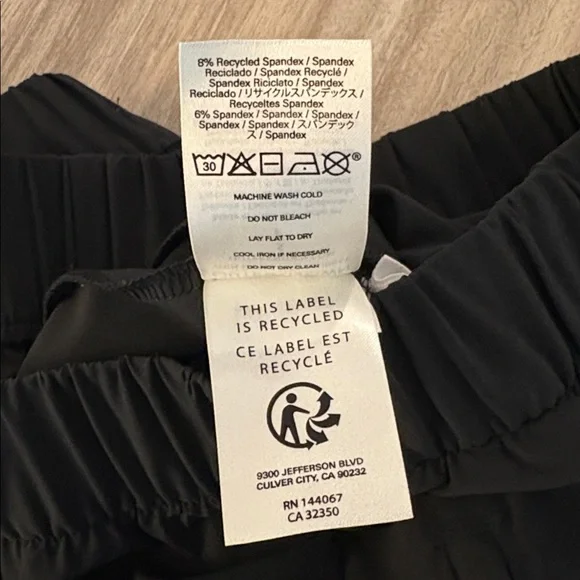 8% Recycled Spandex / Spandex
Reciclado / Spandex Recyclé /
Spandex Riciclato / Spandex
Reciclado / リサイクルスパンデックス /
Recyceltes Spandex
6% Spandex / Spandex / Spandex
/ Spandex / Spandex / スパンデック
ス / Spandex
30
®
MACHINE WASH COLD
DO NOT BLEACH
LAY FLAT TO DRY
COOL IRON IF NECESSARY
DO NOT DRY CLEAN
THIS LABEL
IS RECYCLED
CE LABEL EST
RECYCLÉ
9300 JEFFERSON BLVD
CULVER CITY, CA 90232
RN 144067
CA 32350